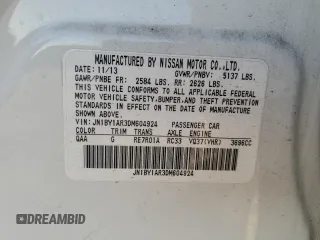 MANUFACTURED BY NISSAN MOTOR CO.,LTD.
DATE: 11/13 GVWR/PNBV: 5137 LBS.
GAWR/PNBE FR: 2584 LBS. RR: 2626 LBS.
THIS VEHICLE CONFORMS TO ALL APPLICABLE FEDERAL
MOTOR VEHICLE SAFETY, BUMPER, AND THEFT PREVENTION
STANDARDS IN EFFECT ON THE DATE OF
MANUFACTURE SHOWN ABOVE.
VIN: JN1BY1AR3DM604924 PASSENGER CAR
COLOR TRIM TRANS AXLE ENGINE
QAA G RE7R01A RC33 VQ37(VHR) 3696CC
JN1BY1AR3DM604924
AUTOHELPERBOT.COM